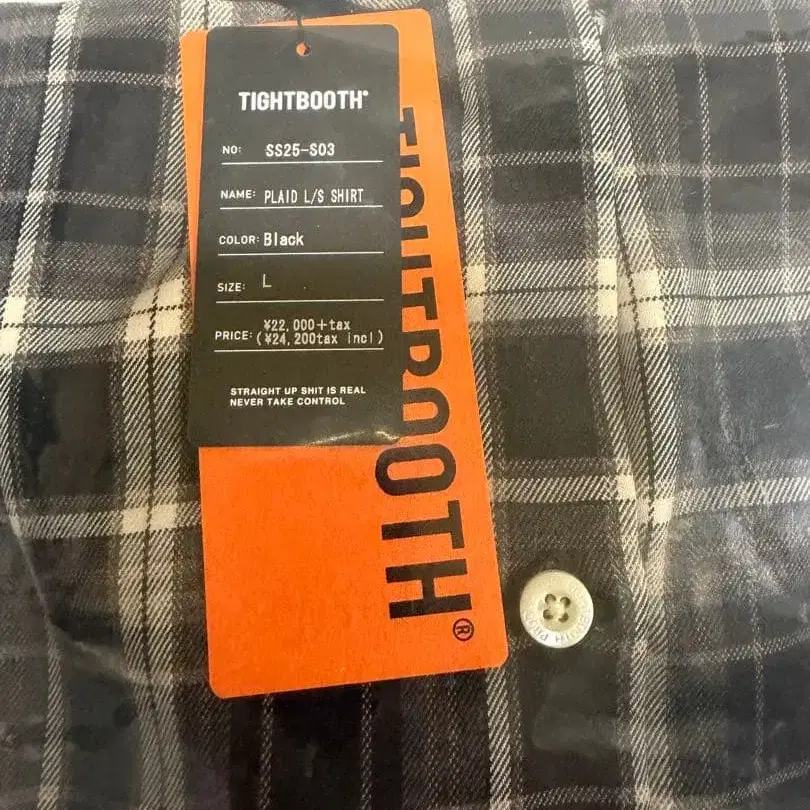 TIGHTBOOTH®
NO: SS25-S03
NAME: PLAID L/S SHIRT
COLOR: Black
SIZE: L
PRICE: ¥22,000+tax
(¥24,200tax incl)
STRAIGHT UP SHIT IS REAL
NEVER TAKE CONTROL
TIGHTBOOTH®